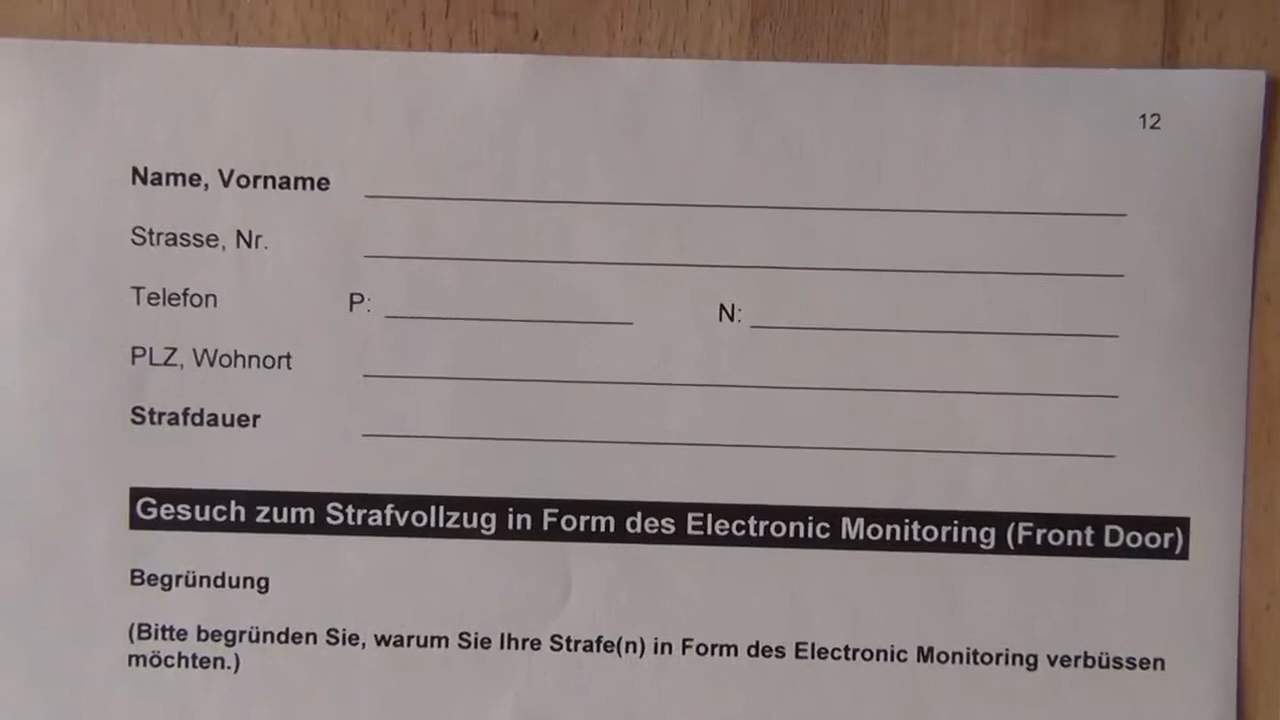 12
Name, Vorname
Strasse, Nr.
Telefon P: N:
PLZ, Wohnort
Strafdauer
Gesuch zum Strafvollzug in Form des Electronic Monitoring (Front Door)
Begründung
(Bitte begründen Sie, warum Sie Ihre Strafe(n) in Form des Electronic Monitoring verbüssen
möchten.)